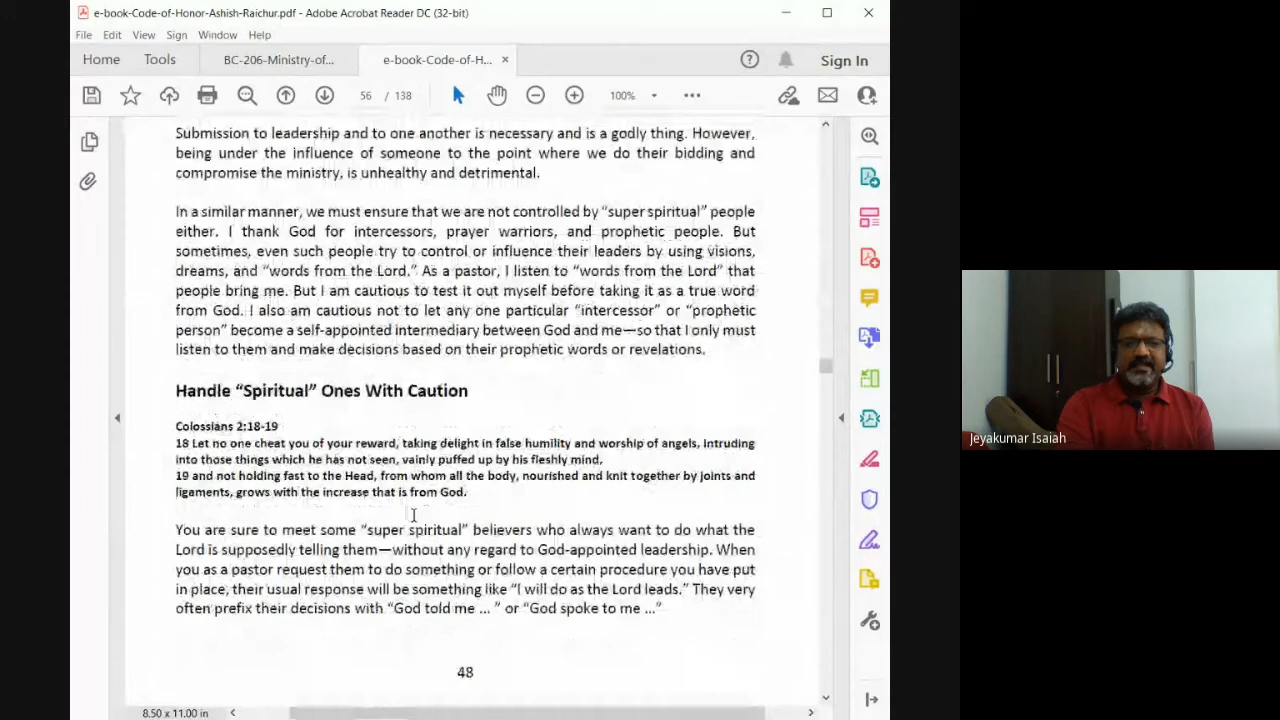 e-book-Code-of-Honor-Ashish-Raichur.pdf - Adobe Acrobat Reader DC (32-bit)
File Edit View Sign Window Help
Home Tools BC-206-Ministry-of... e-book-Code-of-H... × Sign In
56 / 138 100%
Submission to leadership and to one another is necessary and is a godly thing. However,
being under the influence of someone to the point where we do their bidding and
compromise the ministry, is unhealthy and detrimental.
In a similar manner, we must ensure that we are not controlled by “super spiritual” people
either. I thank God for intercessors, prayer warriors, and prophetic people. But
sometimes, even such people try to control or influence their leaders by using visions,
dreams, and “words from the Lord.” As a pastor, I listen to “words from the Lord” that
people bring me. But I am cautious to test it out myself before taking it as a true word
from God. I also am cautious not to let any one particular “intercessor” or “prophetic
person” become a self-appointed intermediary between God and me—so that I only must
listen to them and make decisions based on their prophetic words or revelations.
Handle “Spiritual” Ones With Caution
Colossians 2:18-19
18 Let no one cheat you of your reward, taking delight in false humility and worship of angels, intruding
into those things which he has not seen, vainly puffed up by his fleshly mind,
19 and not holding fast to the Head, from whom all the body, nourished and knit together by joints and
ligaments, grows with the increase that is from God.
You are sure to meet some “super spiritual” believers who always want to do what the
Lord is supposedly telling them—without any regard to God-appointed leadership. When
you as a pastor request them to do something or follow a certain procedure you have put
in place, their usual response will be something like “I will do as the Lord leads.” They very
often prefix their decisions with “God told me ... ” or “God spoke to me ...”
48
8.50 x 11.00 in
Jeyakumar Isaiah